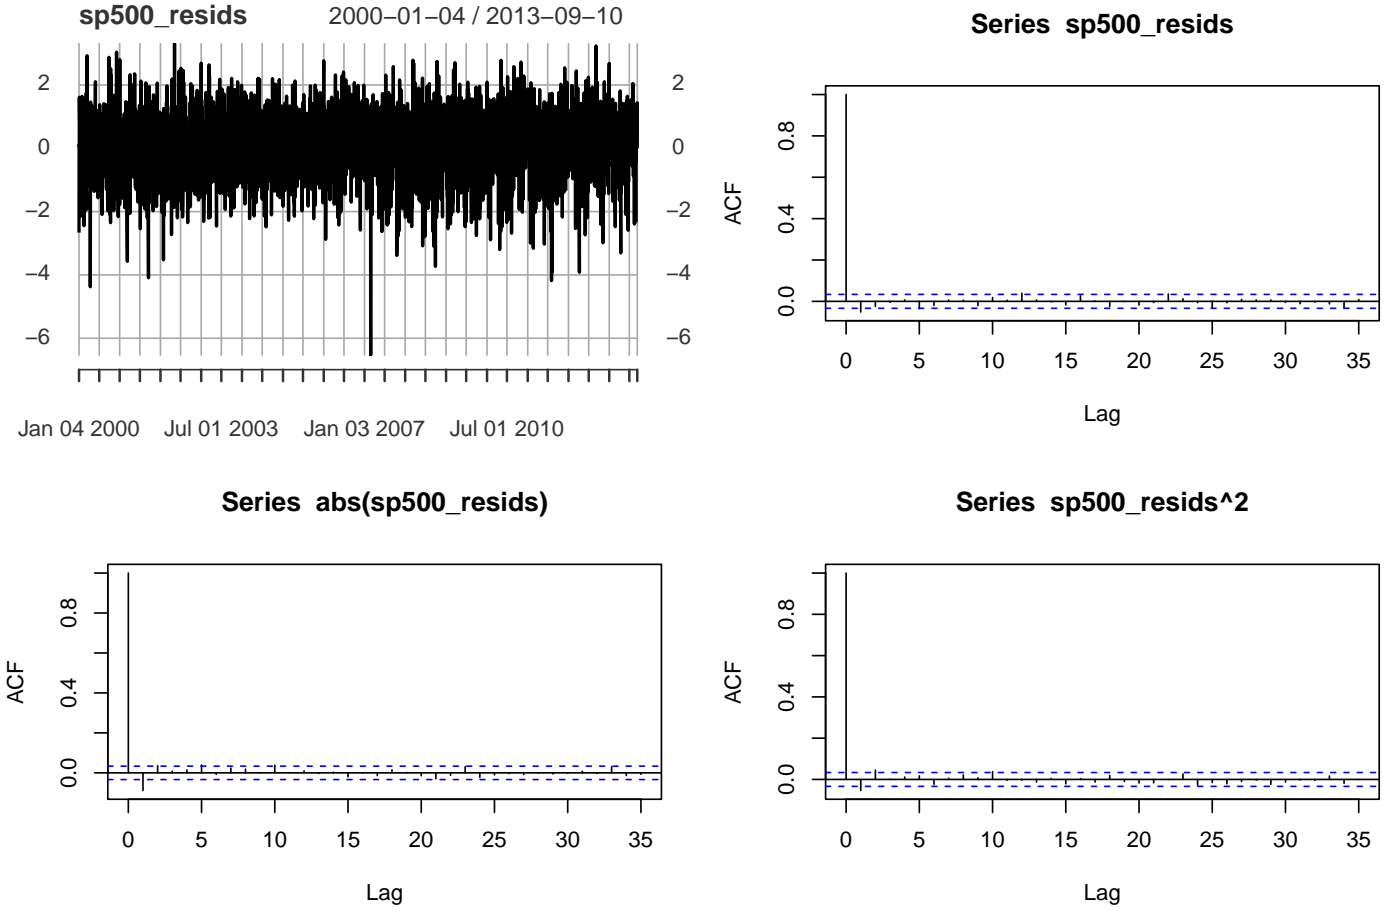 sp500_resids 2000−01−04 / 2013−09−10
2 2
0 0
−2 −2
−4 −4
−6 −6
Jan 04 2000 Jul 01 2003 Jan 03 2007 Jul 01 2010
Series sp500_resids
ACF
0.8
0.4
0.0
0 5 10 15 20 25 30 35
Lag
Series abs(sp500_resids)
ACF
0.8
0.4
0.0
0 5 10 15 20 25 30 35
Lag
Series sp500_resids^2
ACF
0.8
0.4
0.0
0 5 10 15 20 25 30 35
Lag